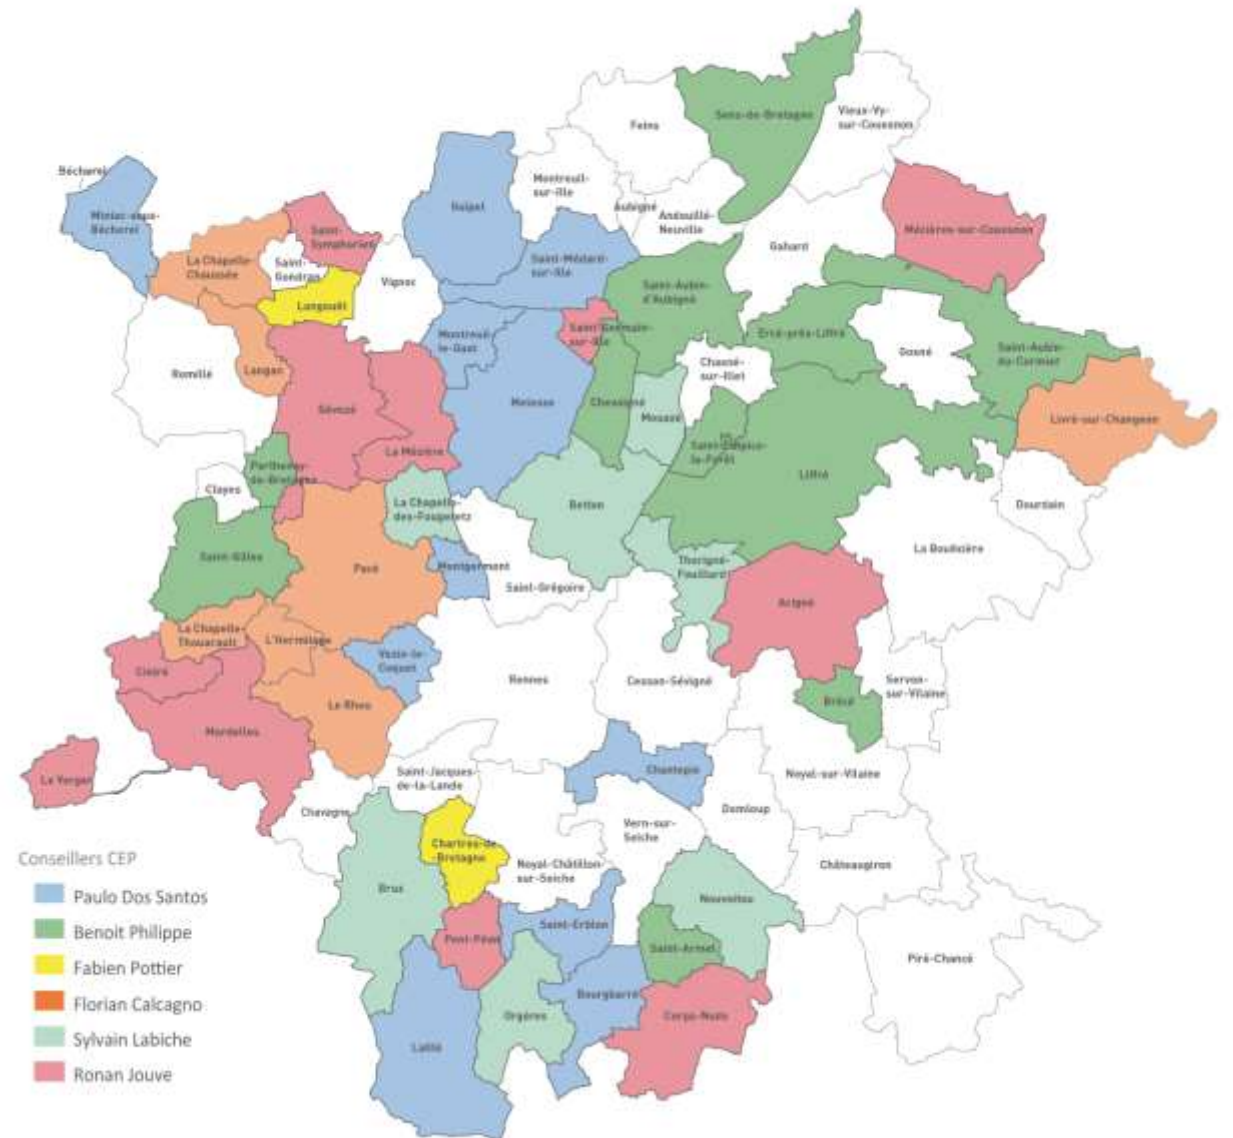 Sens-de-Bretagne
Vieux-Vy-
sur-Couesnon
Feins
Bécherel
Montreuil-
sur-Ille
Miniac-sous-
Bécherel
Guipel
Aubigné
Andouillé-
Neuville
Mézières-sur-Couesnon
Saint-
Symphorien
Gahard
La Chapelle-
Chaussée
Saint-
Gondran
Saint-Médard-
sur-Ille
Vignoc
Saint-Aubin-
d'Aubigné
Langouët
Saint-Germain-
sur-Ille
Montreuil-
le-Gast
Ercé-près-Liffré
Gosné
Saint-Aubin-
du-Cormier
Romillé
Langan
Chasné-
sur-Illet
Gévezé
Melesse
Chevaigné
Mouazé
Livré-sur-Changeon
La Mézière
Saint-Sulpice-
la-Forêt
Parthenay-
de-Bretagne
Liffré
Clayes
La Chapelle-
des-Fougeretz
Betton
Dourdain
La Bouëxière
Saint-Gilles
Pacé
Montgermont
Saint-Grégoire
Thorigné-
Fouillard
Acigné
La Chapelle-
Thouarault
L'Hermitage
Vezin-le-
Coquet
Cintré
Rennes
Cesson-Sévigné
Servon-
sur-Vilaine
Brécé
Le Rheu
Mordelles
Le Verger
Saint-Jacques-
de-la-Lande
Chantepie
Noyal-sur-Vilaine
Chavagne
Vern-sur-
Seiche
Domloup
Chartres-de-
-Bretagne
Noyal-Châtillon-
sur-Seiche
Châteaugiron
Conseillers CEP
Bruz
Nouvoitou
Paulo Dos Santos
Saint-Erblon
Benoit Philippe
Pont-Péan
Saint-Armel
Piré-Chancé
Fabien Pottier
Bourgbarré
Florian Calcagno
Orgères
Corps-Nuds
Sylvain Labiche
Laillé
Ronan Jouve